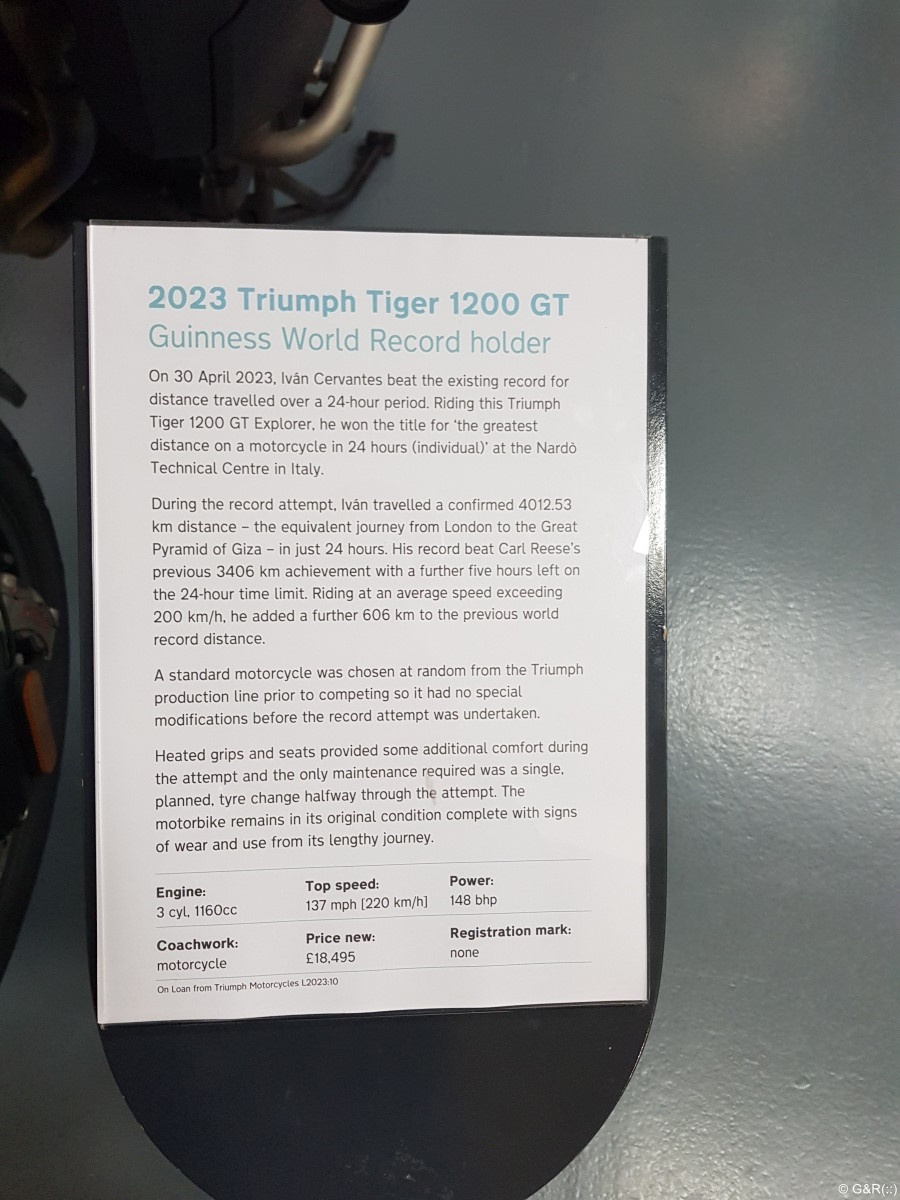 2023 Triumph Tiger 1200 GT
Guinness World Record holder
On 30 April 2023, Iván Cervantes beat the existing record for
distance travelled over a 24-hour period. Riding this Triumph
Tiger 1200 GT Explorer, he won the title for ‘the greatest
distance on a motorcycle in 24 hours (individual)’ at the Nardò
Technical Centre in Italy.
During the record attempt, Iván travelled a confirmed 4012.53
km distance – the equivalent journey from London to the Great
Pyramid of Giza – in just 24 hours. His record beat Carl Reese’s
previous 3406 km achievement with a further five hours left on
the 24-hour time limit. Riding at an average speed exceeding
200 km/h, he added a further 606 km to the previous world
record distance.
A standard motorcycle was chosen at random from the Triumph
production line prior to competing so it had no special
modifications before the record attempt was undertaken.
Heated grips and seats provided some additional comfort during
the attempt and the only maintenance required was a single,
planned, tyre change halfway through the attempt. The
motorbike remains in its original condition complete with signs
of wear and use from its lengthy journey.
Engine: Top speed: Power:
3 cyl, 1160cc 137 mph [220 km/h] 148 bhp
Coachwork: Price new: Registration mark:
motorcycle £18,495 none
On Loan from Triumph Motorcycles L2023:10
© G&R(::)